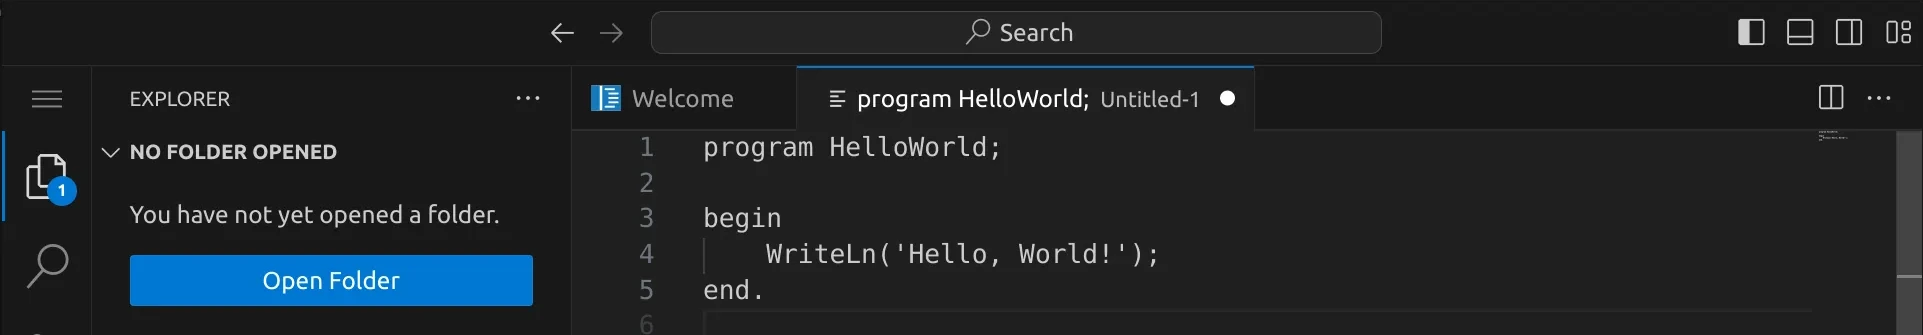 Search
EXPLORER
NO FOLDER OPENED
1
You have not yet opened a folder.
Open Folder
Welcome
program HelloWorld; Untitled-1
1 program HelloWorld;
2
3 begin
4 WriteLn('Hello, World!');
5 end.
6